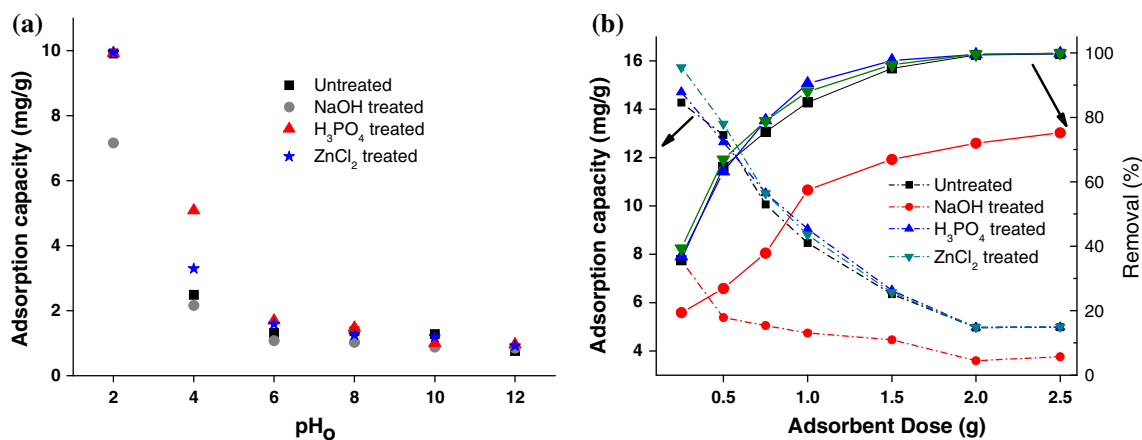 (a)
Adsorption capacity (mg/g)
10
8
6
4
2
0
Untreated
NaOH treated
H₃PO₄ treated
ZnCl₂ treated
2 4 6 8 10 12
pHO
(b)
Adsorption capacity (mg/g)
16
14
12
10
8
6
4
Untreated
NaOH treated
H₃PO₄ treated
ZnCl₂ treated
100
80
60
40
20
0
Removal (%)
0.5 1.0 1.5 2.0 2.5
Adsorbent Dose (g)